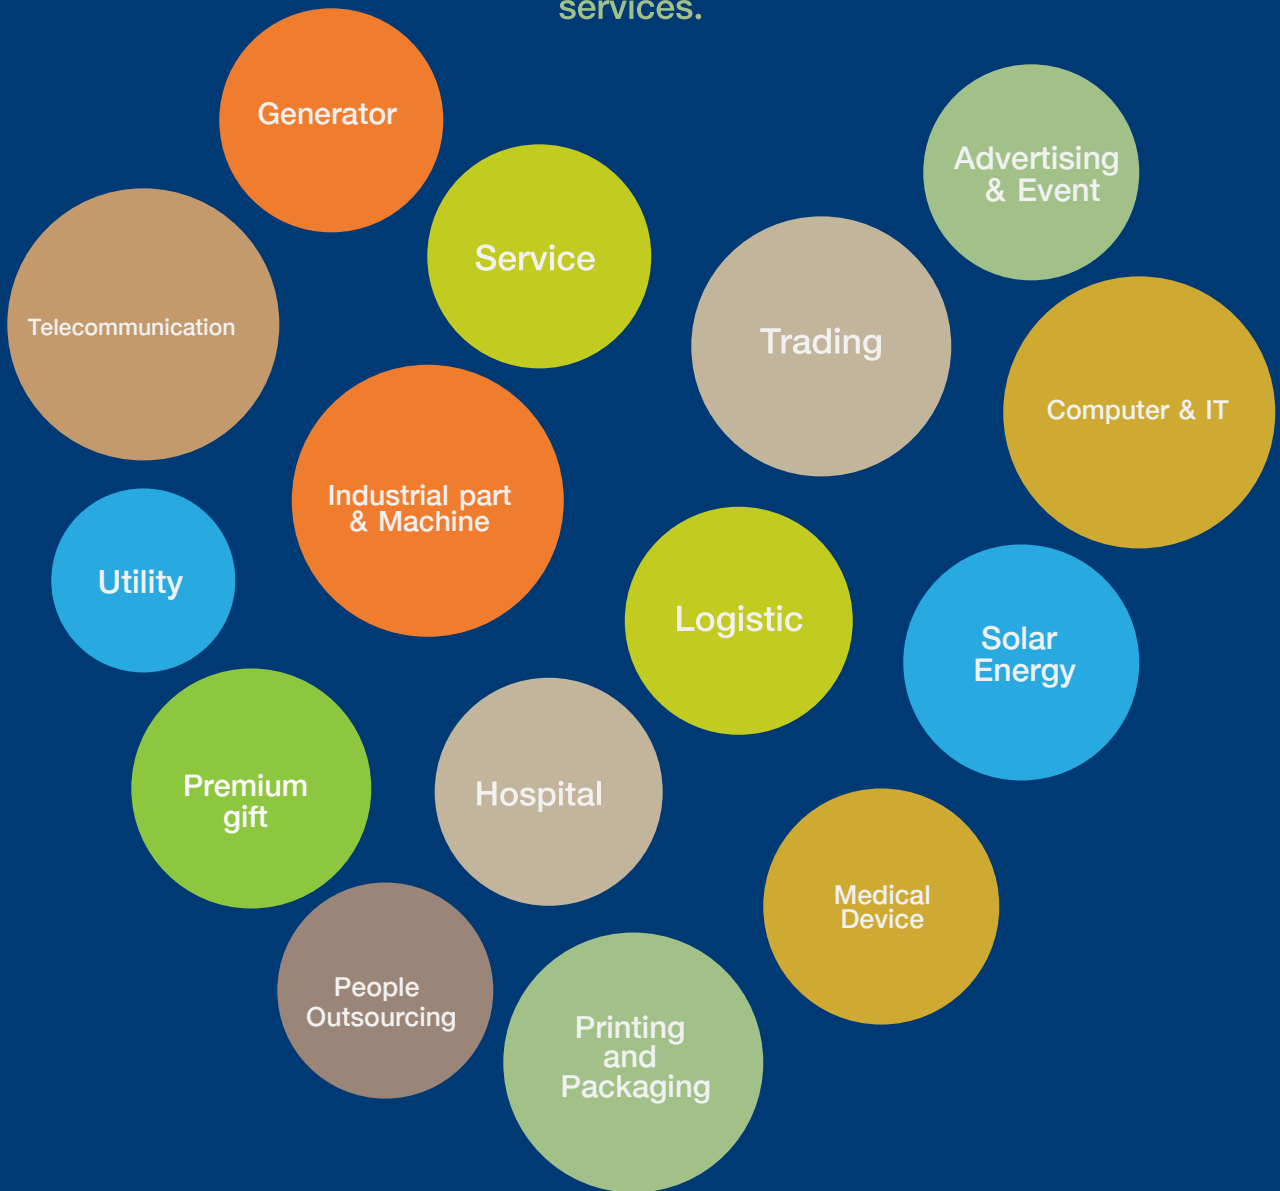 services.
Generator
Advertising
& Event
Service
Telecommunication
Trading
Computer & IT
Industrial part
& Machine
Utility
Logistic
Solar
Energy
Premium
gift
Hospital
Medical
Device
People
Outsourcing
Printing
and
Packaging